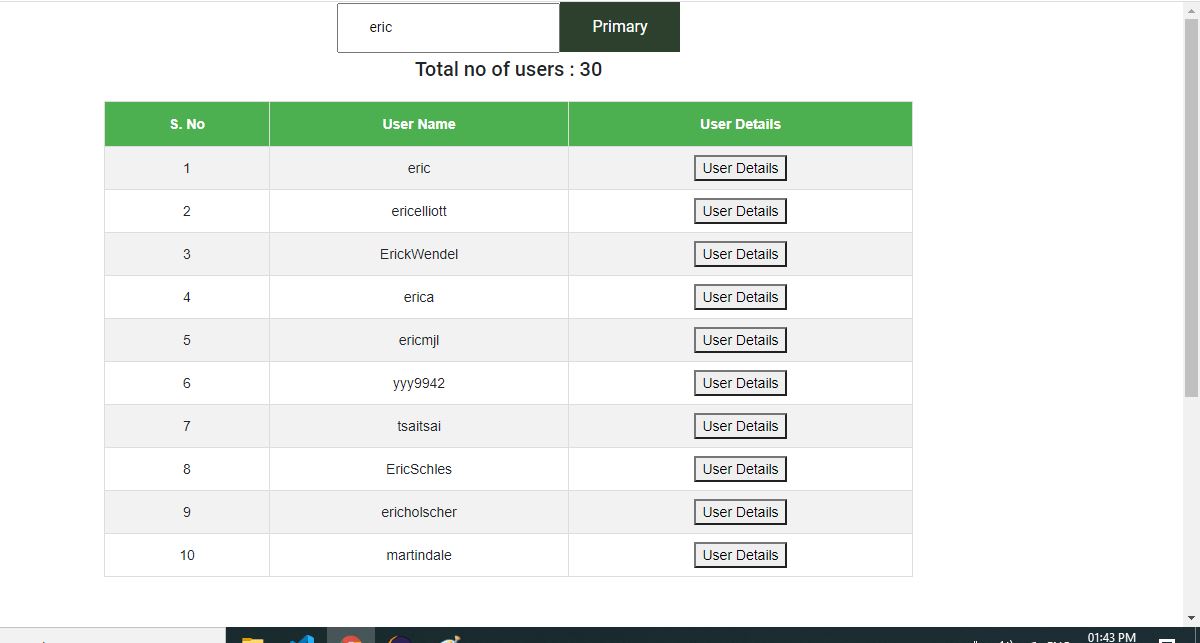 eric Primary
Total no of users : 30
S. No User Name User Details
1 eric User Details
2 ericelliott User Details
3 ErickWendel User Details
4 erica User Details
5 ericmjl User Details
6 yyy9942 User Details
7 tsaitsai User Details
8 EricSchles User Details
9 ericholscher User Details
10 martindale User Details
01:43 PM